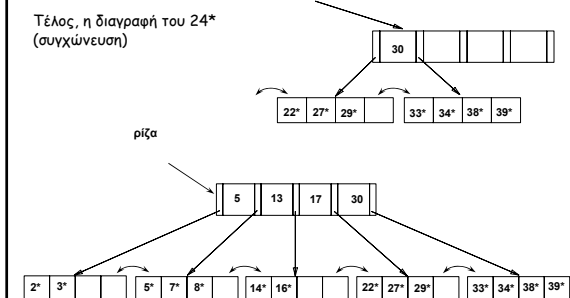 Τέλος, η διαγραφή του 24*
(συγχώνευση)
30
22* 27* 29* 33* 34* 38* 39*
ρίζα
5 13 17 30
2* 3* 5* 7* 8* 14* 16* 22* 27* 29* 33* 34* 38* 39*